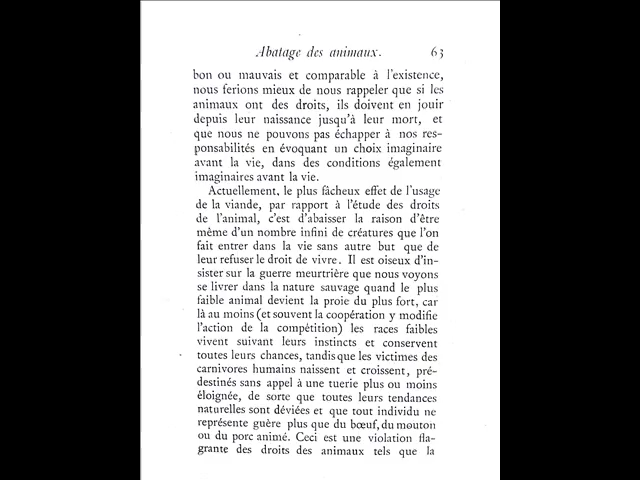 Abatage des animaux. 63
bon ou mauvais et comparable à l'existence,
nous ferions mieux de nous rappeler que si les
animaux ont des droits, ils doivent en jouir
depuis leur naissance jusqu'à leur mort, et
que nous ne pouvons pas échapper à nos res-
ponsabilités en évoquant un choix imaginaire
avant la vie, dans des conditions également
imaginaires avant la vie.
Actuellement, le plus fâcheux effet de l'usage
de la viande, par rapport à l'étude des droits
de l'animal, c'est d'abaisser la raison d'être
même d'un nombre infini de créatures que l'on
fait entrer dans la vie sans autre but que de
leur refuser le droit de vivre. Il est oiseux d'in-
sister sur la guerre meurtrière que nous voyons
se livrer dans la nature sauvage quand le plus
faible animal devient la proie du plus fort, car
là au moins (et souvent la coopération y modifie
l'action de la compétition) les races faibles
vivent suivant leurs instincts et conservent
toutes leurs chances, tandis que les victimes des
carnivores humains naissent et croissent, pré-
destinés sans appel à une tuerie plus ou moins
éloignée, de sorte que toutes leurs tendances
naturelles sont déviées et que tout individu ne
représente guère plus que du bœuf, du mouton
ou du porc animé. Ceci est une violation fla-
grante des droits des animaux tels que la